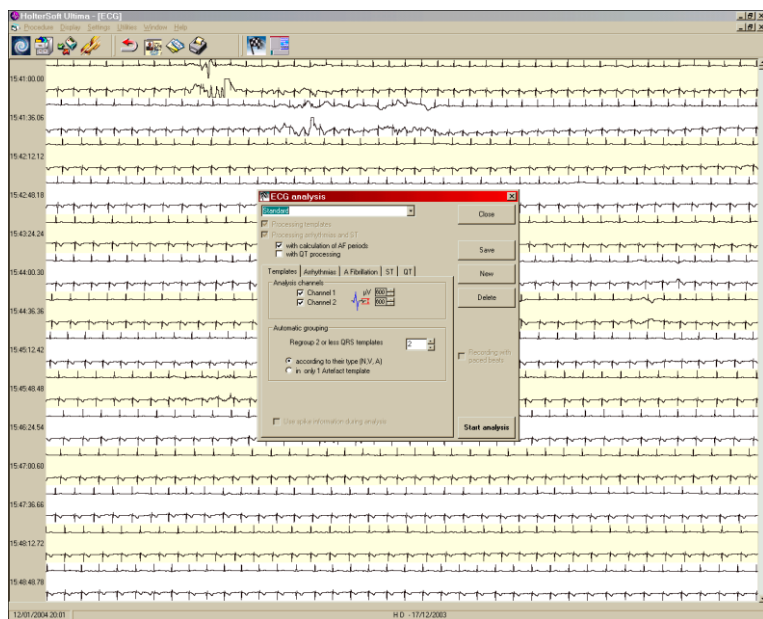 HolterSoft Ultima - [ECG]
Procedure Display Settings Utilities Window Help
15:41:00.00
15:41:36.06
15:42:12.12
15:42:48.18
15:43:24.24
15:44:00.30
15:44:36.36
15:45:12.42
15:45:48.48
15:46:24.54
15:47:00.60
15:47:36.66
15:48:12.72
15:48:48.78
ECG analysis
Standard
Close
Processing templates
Processing arrhythmias and ST
with calculation of AF periods
with QT processing
Save
New
Delete
Templates Arrhythmias A Fibrillation ST QT
Analysis channels
Channel 1 µV 600
Channel 2 600
Automatic grouping
Regroup 2 or less QRS templates 2
according to their type (N,V, A)
in only 1 Artefact template
Recording with
paced beats
Use spike information during analysis
Start analysis
12/01/2004 20:01 H D - 17/12/2003